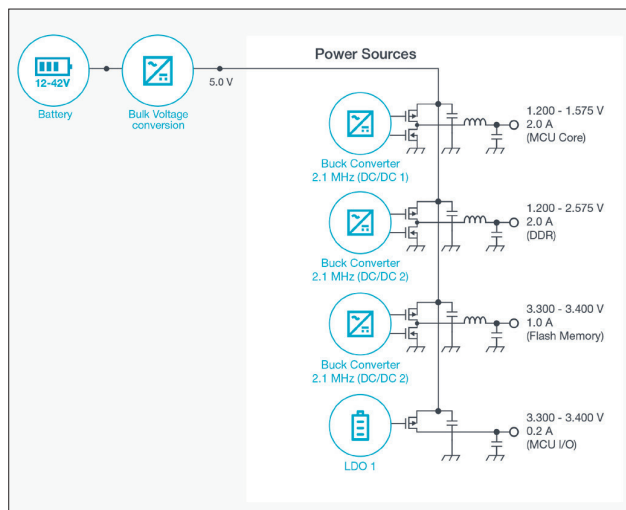 Power Sources
12-42V
Battery
Bulk Voltage
conversion
5.0 V
Buck Converter
2.1 MHz (DC/DC 1)
1.200 - 1.575 V
2.0 A
(MCU Core)
Buck Converter
2.1 MHz (DC/DC 2)
1.200 - 2.575 V
2.0 A
(DDR)
Buck Converter
2.1 MHz (DC/DC 2)
3.300 - 3.400 V
1.0 A
(Flash Memory)
LDO 1
3.300 - 3.400 V
0.2 A
(MCU I/O)